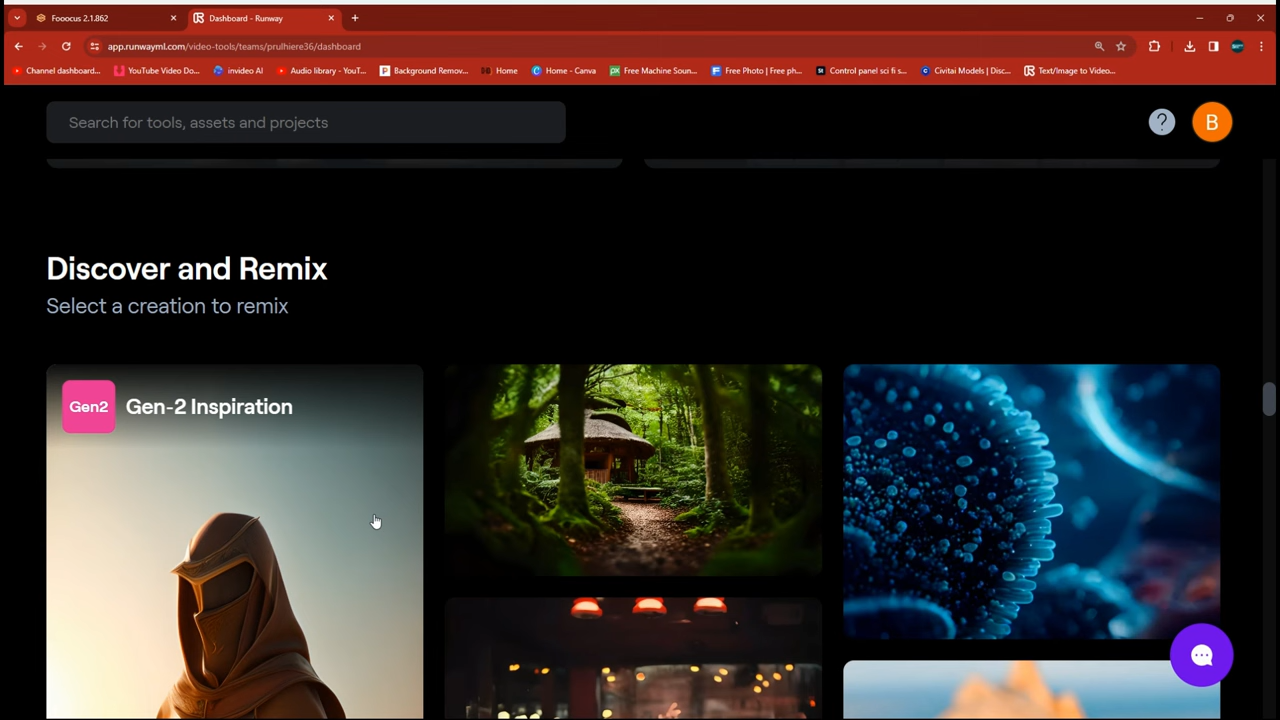 Fooocus 2.1.862
Dashboard - Runway
app.runwayml.com/video-tools/teams/prulhiere36/dashboard
Channel dashboard...
YouTube Video Do...
invideo AI
Audio library - YouT...
Background Remov...
Home
Home - Canva
Free Machine Soun...
Free Photo | Free ph...
Control panel sci fi s...
Civitai Models | Disc...
Text/Image to Video...
Search for tools, assets and projects
?
B
Discover and Remix
Select a creation to remix
Gen2
Gen-2 Inspiration